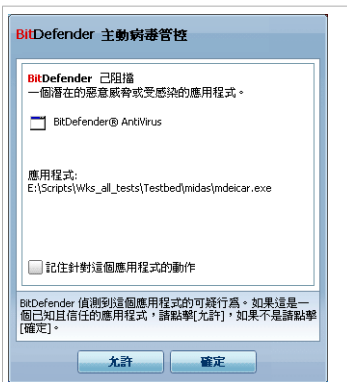 BitDefender 主動病毒管控
BitDefender 已阻擋
一個潛在的惡意威脅或受感染的應用程式。
BitDefender® AntiVirus
應用程式:
E:\Scripts\Wks_all_tests\Testbed\midas\mdeicar.exe
記住針對這個應用程式的動作
BitDefender 偵測到這個應用程式的可疑行為。如果這是一
個已知且信任的應用程式，請點擊[允許]，如果不是請點擊
[確定]。
允許
確定